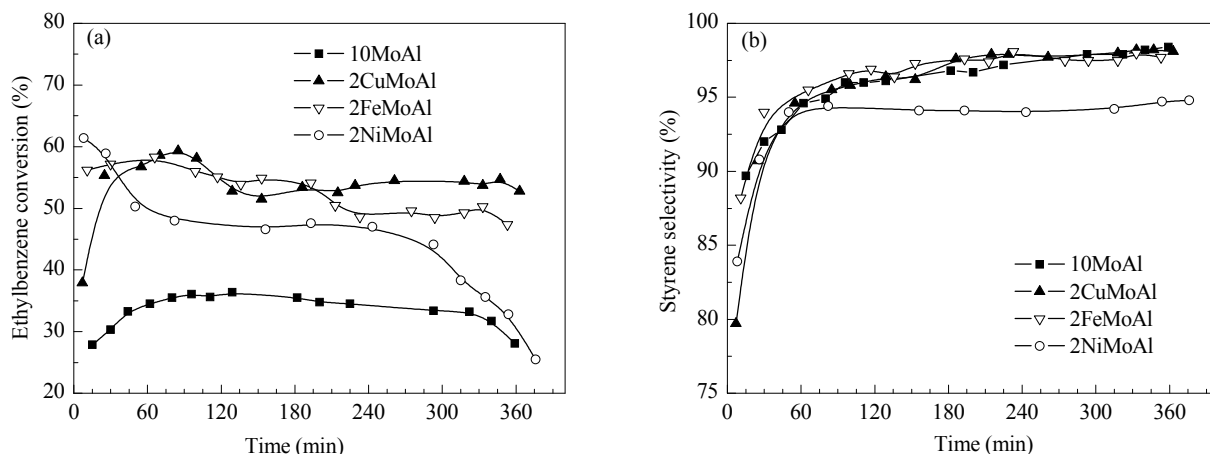 (a)
10MoAl
2CuMoAl
2FeMoAl
2NiMoAl
Ethylbenzene conversion (%)
80
70
60
50
40
30
20
0 60 120 180 240 300 360
Time (min)
(b)
10MoAl
2CuMoAl
2FeMoAl
2NiMoAl
Styrene selectivity (%)
100
95
90
85
80
75
0 60 120 180 240 300 360
Time (min)